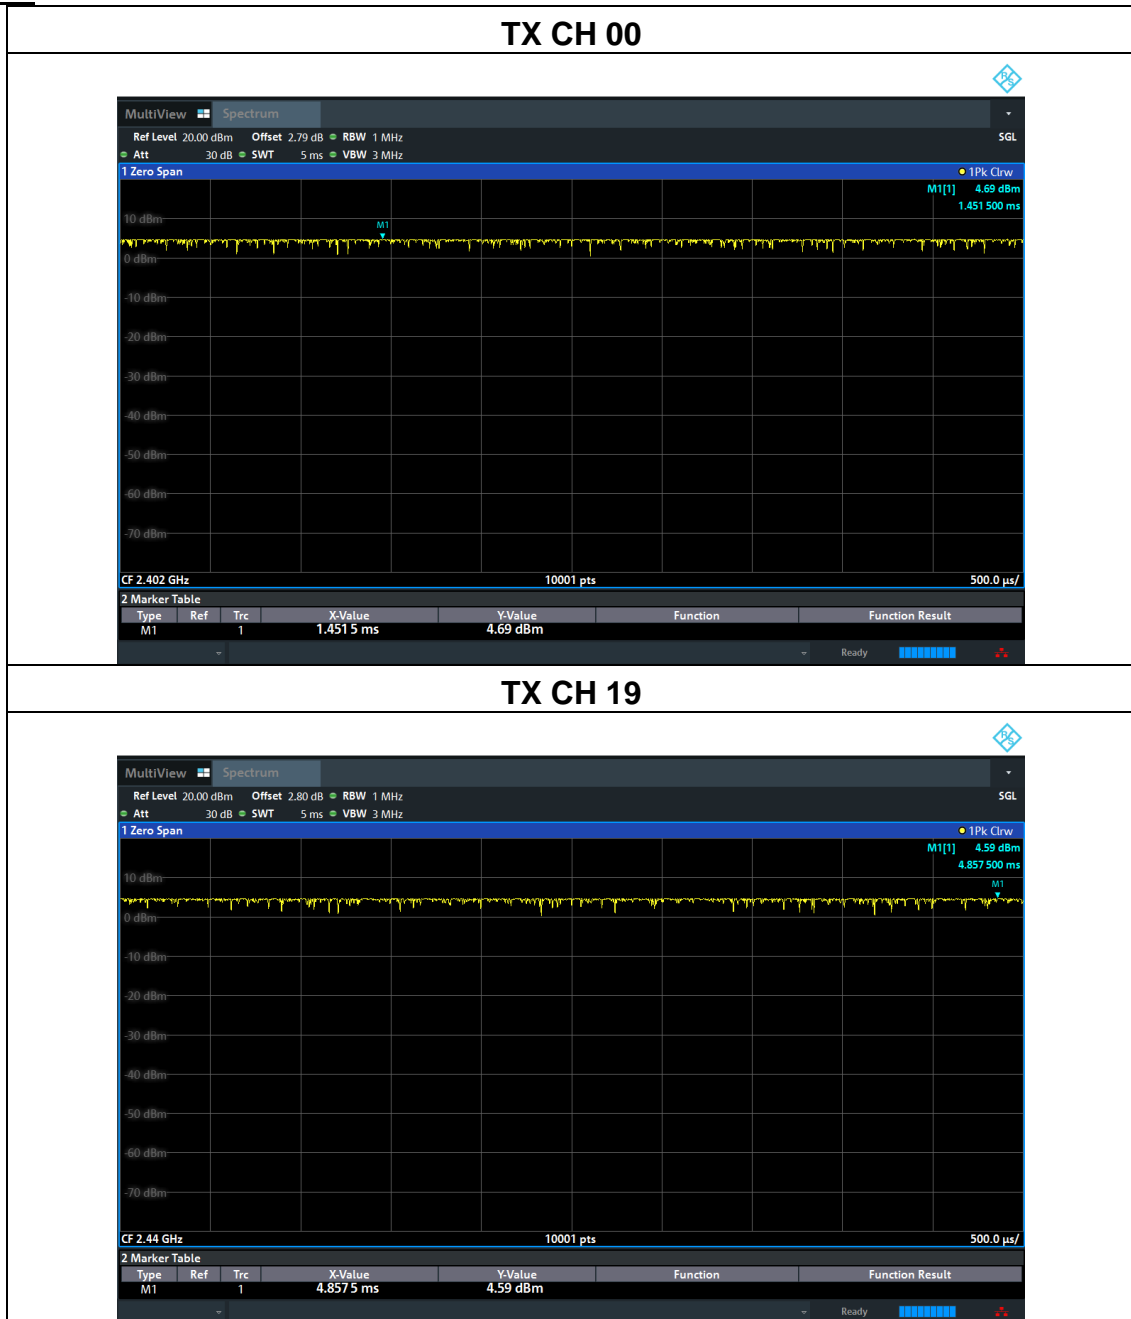 TX CH 00
R&S
MultiView Spectrum
Ref Level 20.00 dBm Offset 2.79 dB RBW 1 MHz SGL
Att 30 dB SWT 5 ms VBW 3 MHz
1 Zero Span 1Pk Clrw
M1[1] 4.69 dBm
1.451 500 ms
10 dBm
M1
0 dBm
-10 dBm
-20 dBm
-30 dBm
-40 dBm
-50 dBm
-60 dBm
-70 dBm
CF 2.402 GHz 10001 pts 500.0 µs/
2 Marker Table
Type Ref Trc X-Value Y-Value Function Function Result
M1 1 1.451 5 ms 4.69 dBm
Ready
TX CH 19
R&S
MultiView Spectrum
Ref Level 20.00 dBm Offset 2.80 dB RBW 1 MHz SGL
Att 30 dB SWT 5 ms VBW 3 MHz
1 Zero Span 1Pk Clrw
M1[1] 4.59 dBm
4.857 500 ms
10 dBm
M1
0 dBm
-10 dBm
-20 dBm
-30 dBm
-40 dBm
-50 dBm
-60 dBm
-70 dBm
CF 2.44 GHz 10001 pts 500.0 µs/
2 Marker Table
Type Ref Trc X-Value Y-Value Function Function Result
M1 1 4.857 5 ms 4.59 dBm
Ready